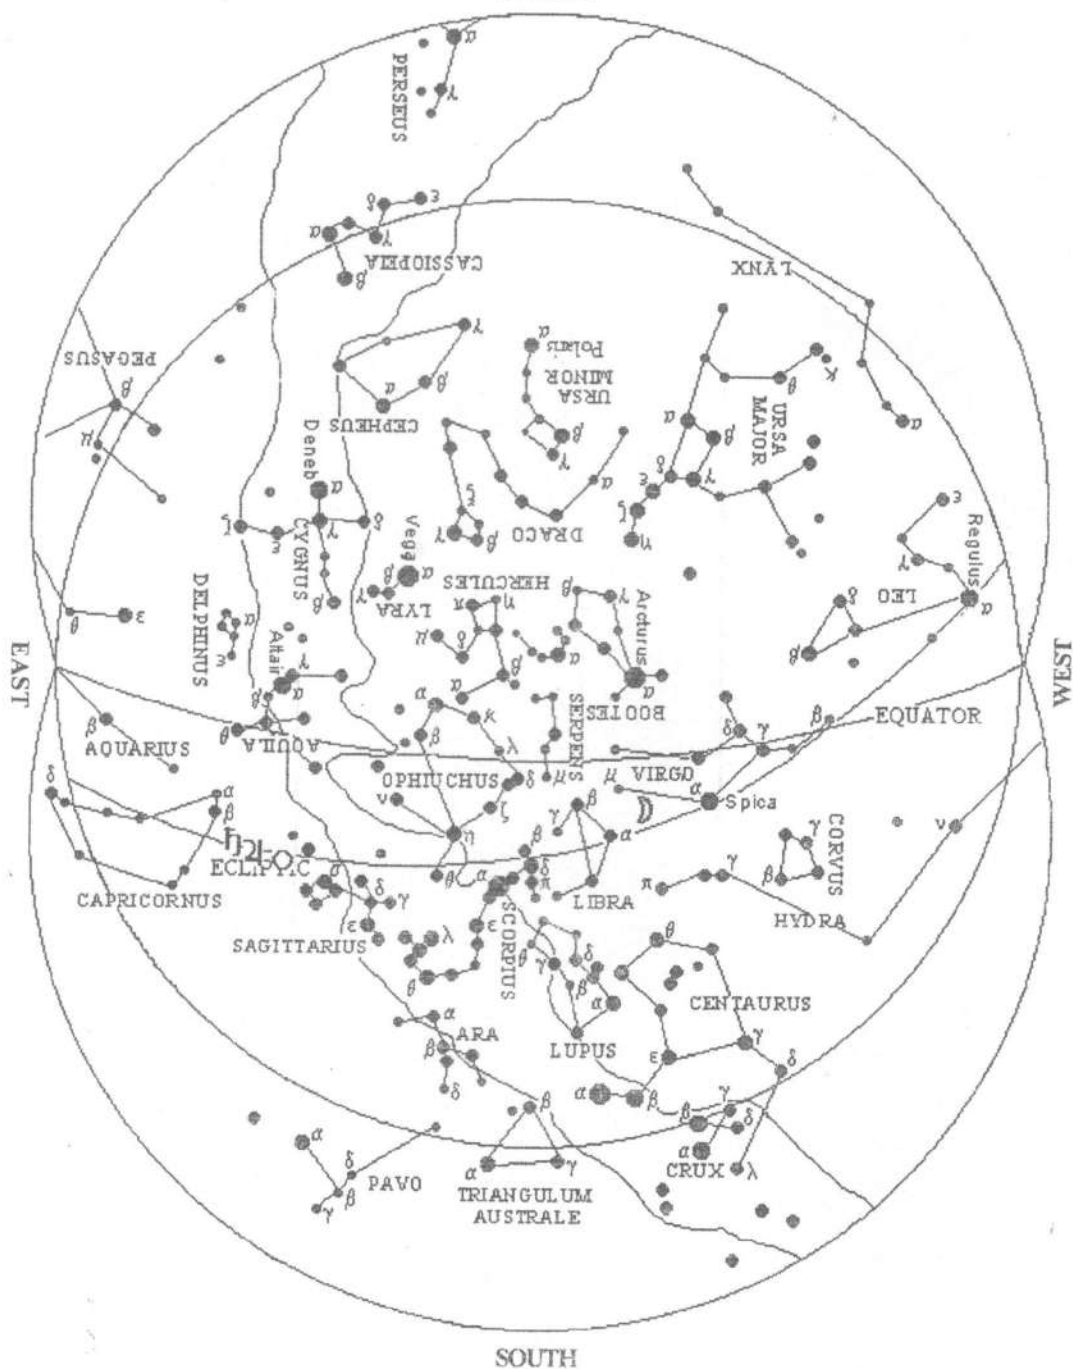 α
γ
PERSEUS
ε
δ
α
γ
CASSIOPEIA
β
LYNX
γ
α
Polaris
PEGASUS
β
α
β
CEPHEUS
URSA
MINOR
κ
θ
URSA
MAJOR
α
β
α
μ
Deneb
α
β
γ
ζ
DRACO
α
δ
ε
γ
ζ
η
ε
Regulus
ζ
ε
CYGNUS
γ
δ
γ
β
Vega
α
β
γ
LYRA
β
HERCULES
π
η
β
γ
Arcturus
γ
δ
LEO
α
θ
ε
DELPHINUS
α
ε
μ
δ
α
β
EAST
WEST
Altair
γ
α
β
α
α
β
α
κ
SERPENS
BOOTES
β
AQUARIUS
θ
AQUILA
OPHIUCHUS
λ
δ
μ
μ
VIRGO
δ
γ
β
EQUATOR
δ
α
β
ν
ζ
η
β
γ
α
α
Spica
ν
CAPRICORNUS
ECLIPTIC
β
δ
π
α
LIBRA
π
γ
γ
β
CORVUS
HYDRA
σ
δ
γ
ε
SAGITTARIUS
θ
λ
θ
α
ε
SCORPIUS
θ
γ
δ
β
α
LUPUS
θ
CENTAURUS
ε
γ
δ
α
β
ARA
β
δ
α
β
γ
β
δ
α
CRUX
λ
α
δ
β
γ
PAVO
β
α
γ
TRIANGULUM
AUSTRALE
SOUTH